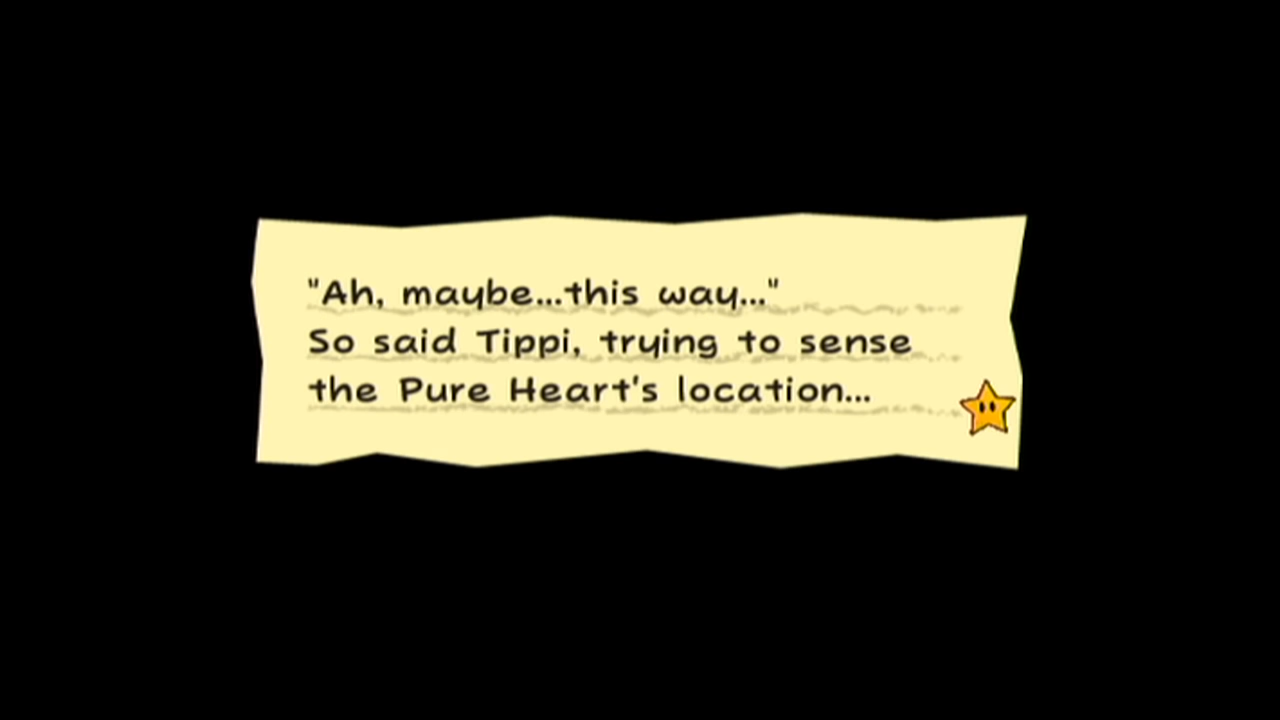 "Ah, maybe...this way..."
So said Tippi, trying to sense
the Pure Heart's location...